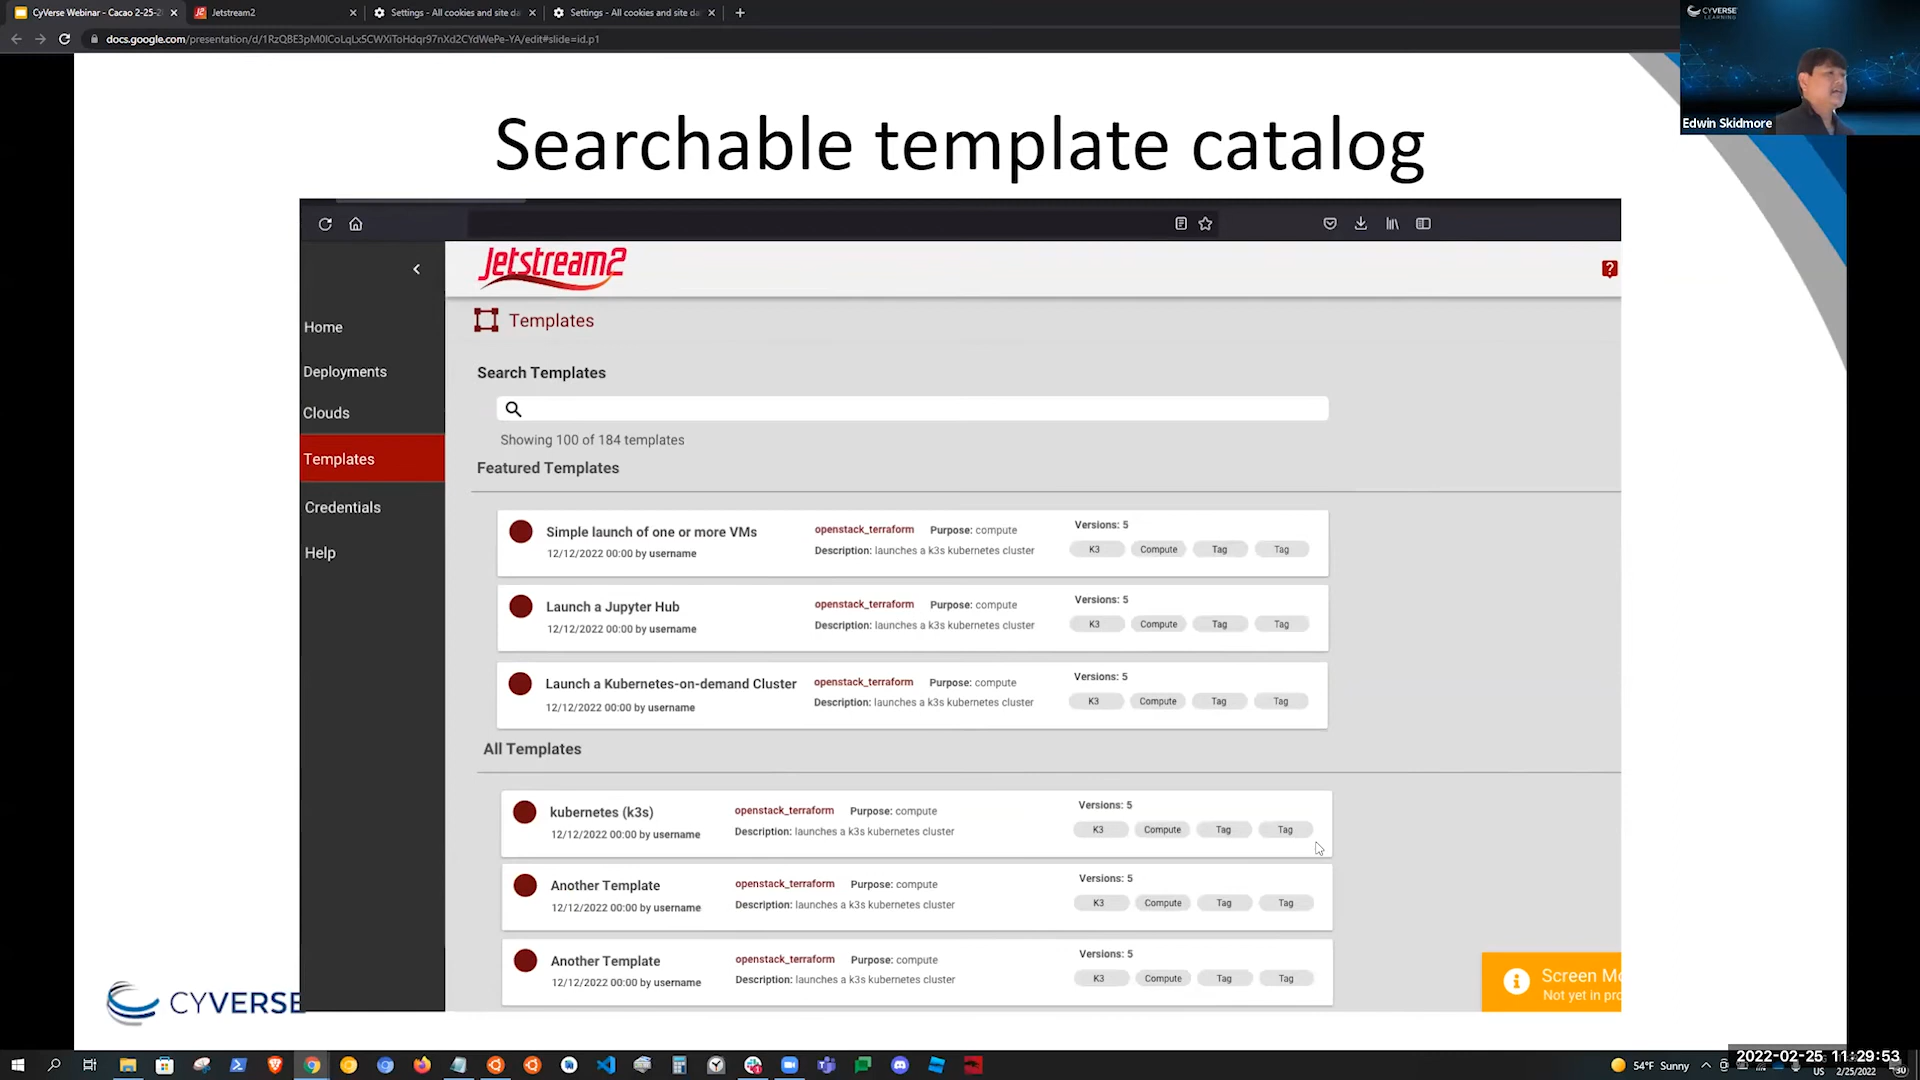 CyVerse Webinar - Cacao 2-25-2
Jetstream2
Settings - All cookies and site da
Settings - All cookies and site da
docs.google.com/presentation/d/1RzQBE3pM0ICoLqLx5CWXiToHdqr97nXd2CYdWePe-YA/edit#slide=id.p1
CYVERSE
LEARNING
Edwin Skidmore
Searchable template catalog
Jetstream2
?
Home
Deployments
Clouds
Templates
Credentials
Help
Templates
Search Templates
Showing 100 of 184 templates
Featured Templates
Simple launch of one or more VMs
12/12/2022 00:00 by username
openstack_terraform Purpose: compute
Description: launches a k3s kubernetes cluster
Versions: 5
K3 Compute Tag Tag
Launch a Jupyter Hub
12/12/2022 00:00 by username
openstack_terraform Purpose: compute
Description: launches a k3s kubernetes cluster
Versions: 5
K3 Compute Tag Tag
Launch a Kubernetes-on-demand Cluster
12/12/2022 00:00 by username
openstack_terraform Purpose: compute
Description: launches a k3s kubernetes cluster
Versions: 5
K3 Compute Tag Tag
All Templates
kubernetes (k3s)
12/12/2022 00:00 by username
openstack_terraform Purpose: compute
Description: launches a k3s kubernetes cluster
Versions: 5
K3 Compute Tag Tag
Another Template
12/12/2022 00:00 by username
openstack_terraform Purpose: compute
Description: launches a k3s kubernetes cluster
Versions: 5
K3 Compute Tag Tag
Another Template
12/12/2022 00:00 by username
openstack_terraform Purpose: compute
Description: launches a k3s kubernetes cluster
Versions: 5
K3 Compute Tag Tag
Screen Mo
Not yet in pro
CYVERSE
54°F Sunny
2022-02-25 11:29:53
US
2/25/2022
30